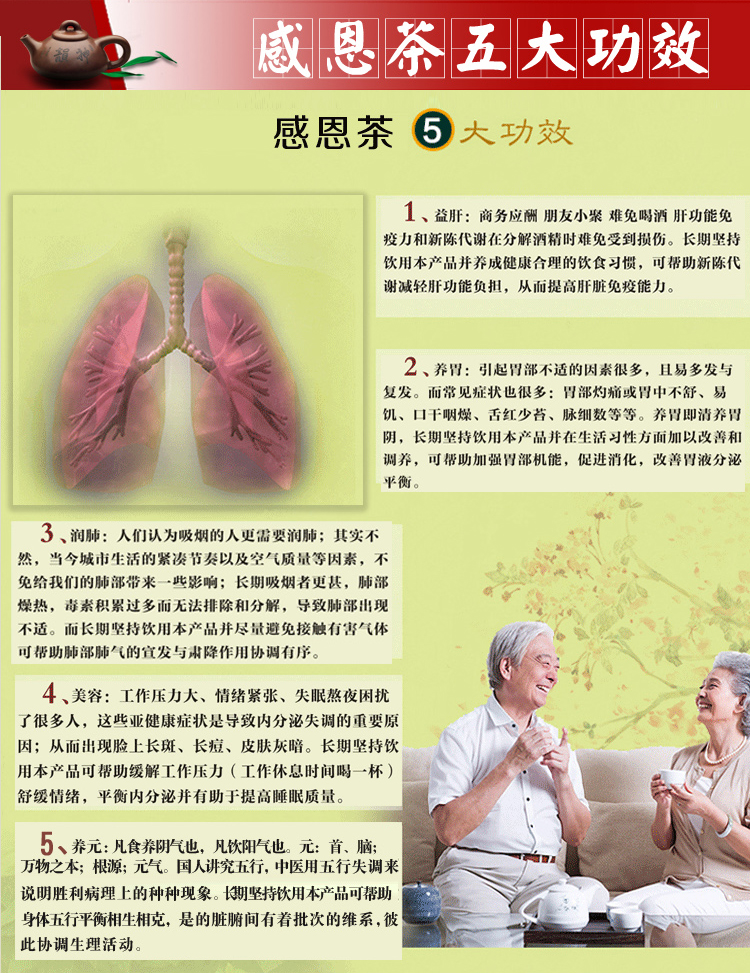 感恩茶五大功效
感恩茶 5 大功效
1、益肝：商务应酬 朋友小聚 难免喝酒 肝功能免
疫力和新陈代谢在分解酒精时难免受到损伤。长期坚持
饮用本产品并养成健康合理的饮食习惯，可帮助新陈代
谢减轻肝功能负担，从而提高肝脏免疫能力。
2、养胃：引起胃部不适的因素很多，且易多发与
复发。而常见症状也很多：胃部灼痛或胃中不舒、易
饥、口干咽燥、舌红少苔、脉细数等等。养胃即清养胃
阴，长期坚持饮用本产品并在生活习性方面加以改善和
调养，可帮助加强胃部机能，促进消化，改善胃液分泌
平衡。
3、润肺：人们认为吸烟的人更需要润肺；其实不
然，当今城市生活的紧凑节奏以及空气质量等因素，不
免给我们的肺部带来一些影响；长期吸烟者更甚，肺部
燥热，毒素积累过多而无法排除和分解，导致肺部出现
不适。而长期坚持饮用本产品并尽量避免接触有害气体
可帮助肺部肺气的宣发与肃降作用协调有序。
4、美容：工作压力大、情绪紧张、失眠熬夜困扰
了很多人，这些亚健康症状是导致内分泌失调的重要原
因；从而出现脸上长斑、长痘、皮肤灰暗。长期坚持饮
用本产品可帮助缓解工作压力（工作休息时间喝一杯）
舒缓情绪，平衡内分泌并有助于提高睡眠质量。
5、养元：凡食养阴气也，凡饮阳气也。元：首、脑；
万物之本；根源；元气。国人讲究五行，中医用五行失调来
说明胜利病理上的种种现象。长期坚持饮用本产品可帮助
身体五行平衡相生相克，是的脏腑间有着批次的维系，彼
此协调生理活动。